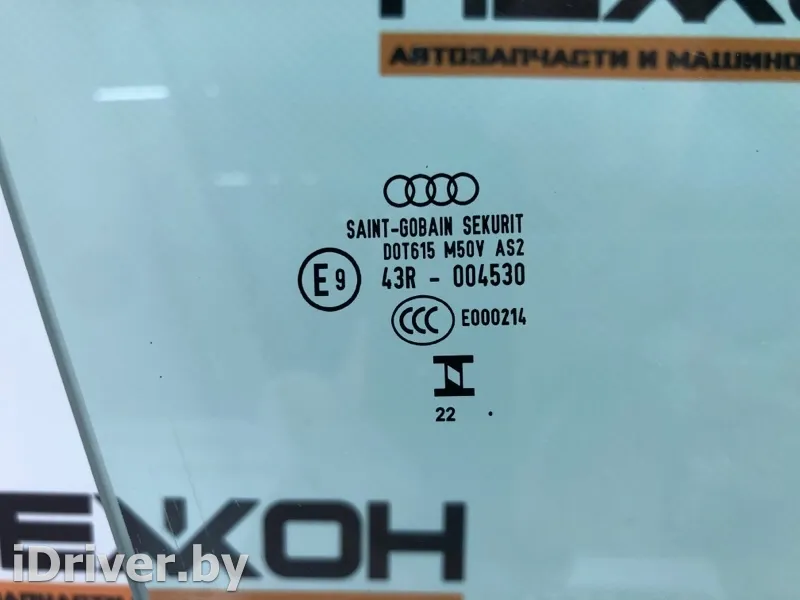 АВТОЗАПЧАСТИ И МАШИНО
SAINT-GOBAIN SEKURIT
DOT615 M50V AS2
E9 43R - 004530
CCC E000214
22 .
iDriver.by